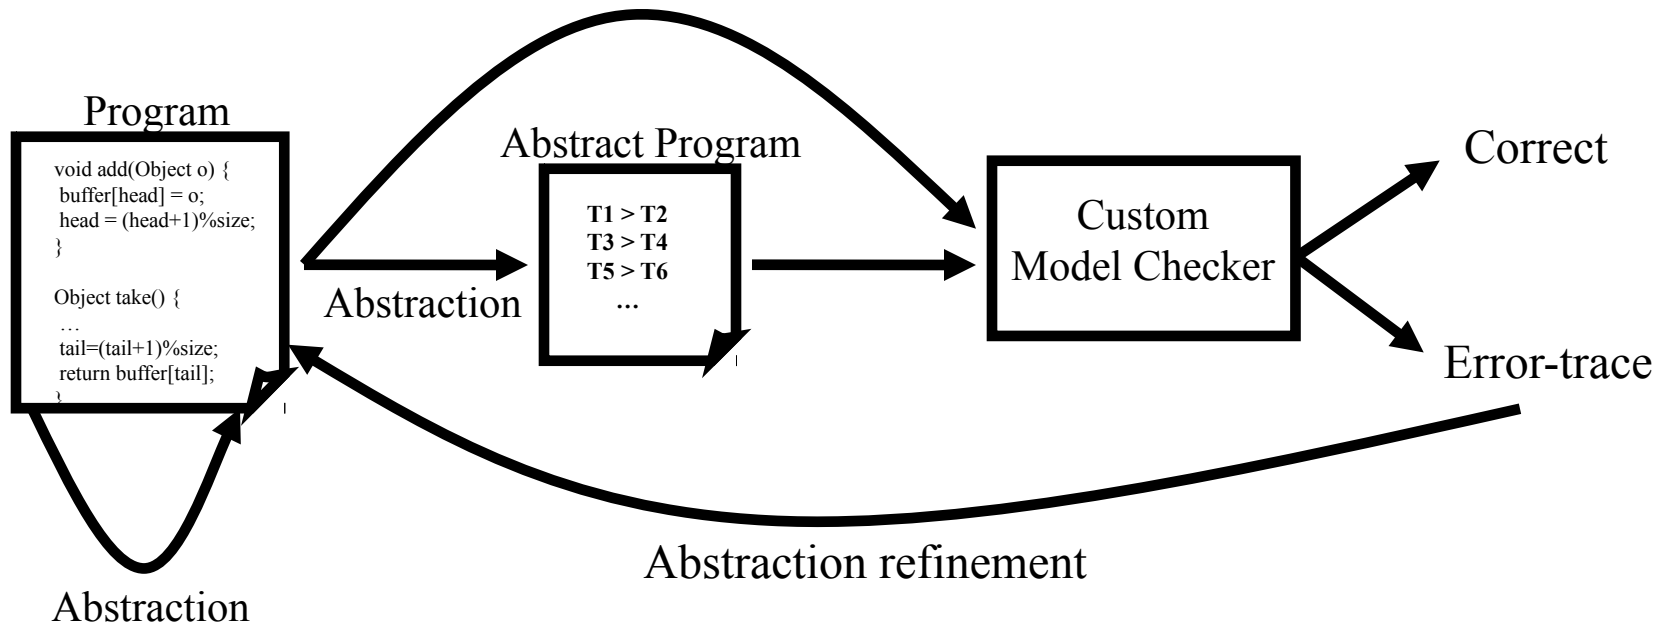 Program
void add(Object o) {
buffer[head] = o;
head = (head+1)%size;
}
Object take() {
…
tail=(tail+1)%size;
return buffer[tail];
}
Abstraction
Abstraction
Abstract Program
T1 > T2
T3 > T4
T5 > T6
...
Custom
Model Checker
Correct
Error-trace
Abstraction refinement